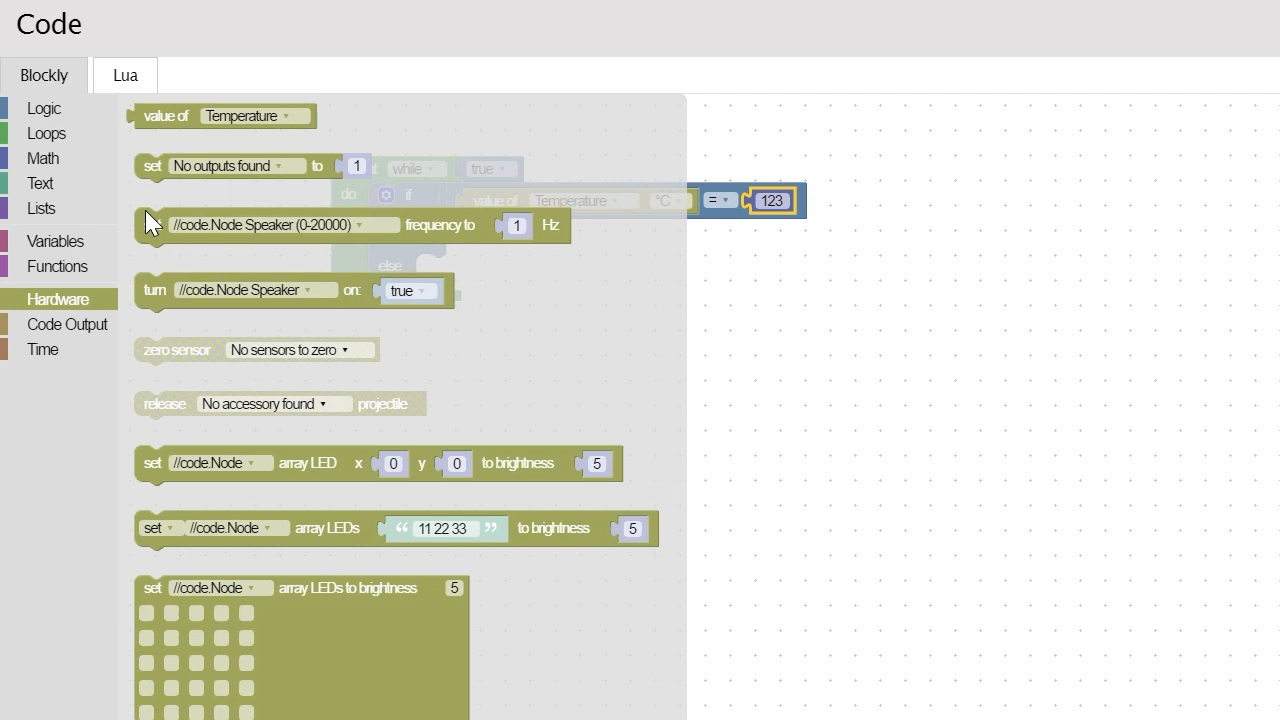 Code
Blockly
Lua
Logic
Loops
Math
Text
Lists
Variables
Functions
Hardware
Code Output
Time
value of Temperature
set No outputs found to 1
while true
do if value of Temperature °C = 123
//code.Node Speaker (0-20000) frequency to 1 Hz
else
turn //code.Node Speaker on: true
zero sensor No sensors to zero
release No accessory found projectile
set //code.Node array LED x 0 y 0 to brightness 5
set //code.Node array LEDs “ 11 22 33 ” to brightness 5
set //code.Node array LEDs to brightness 5